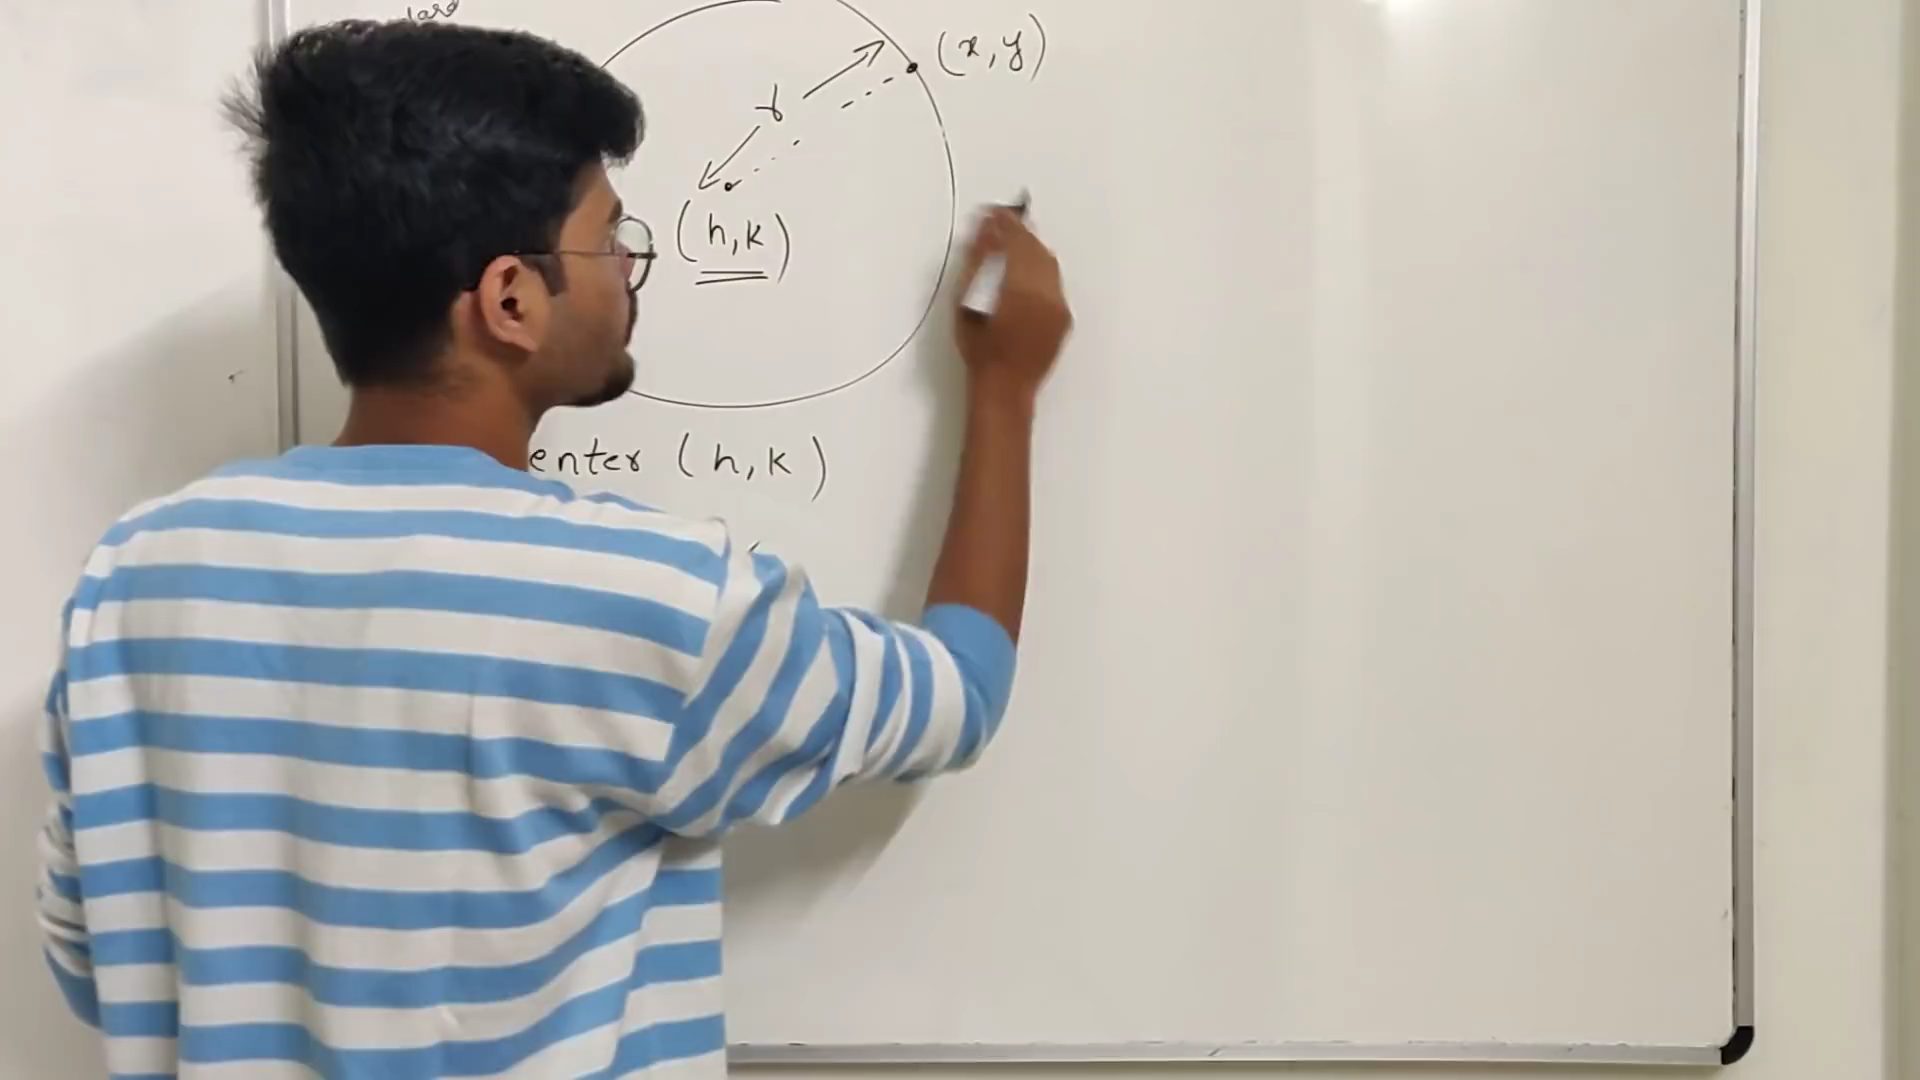 (x, y)
r
(h, k)
enter (h, k)